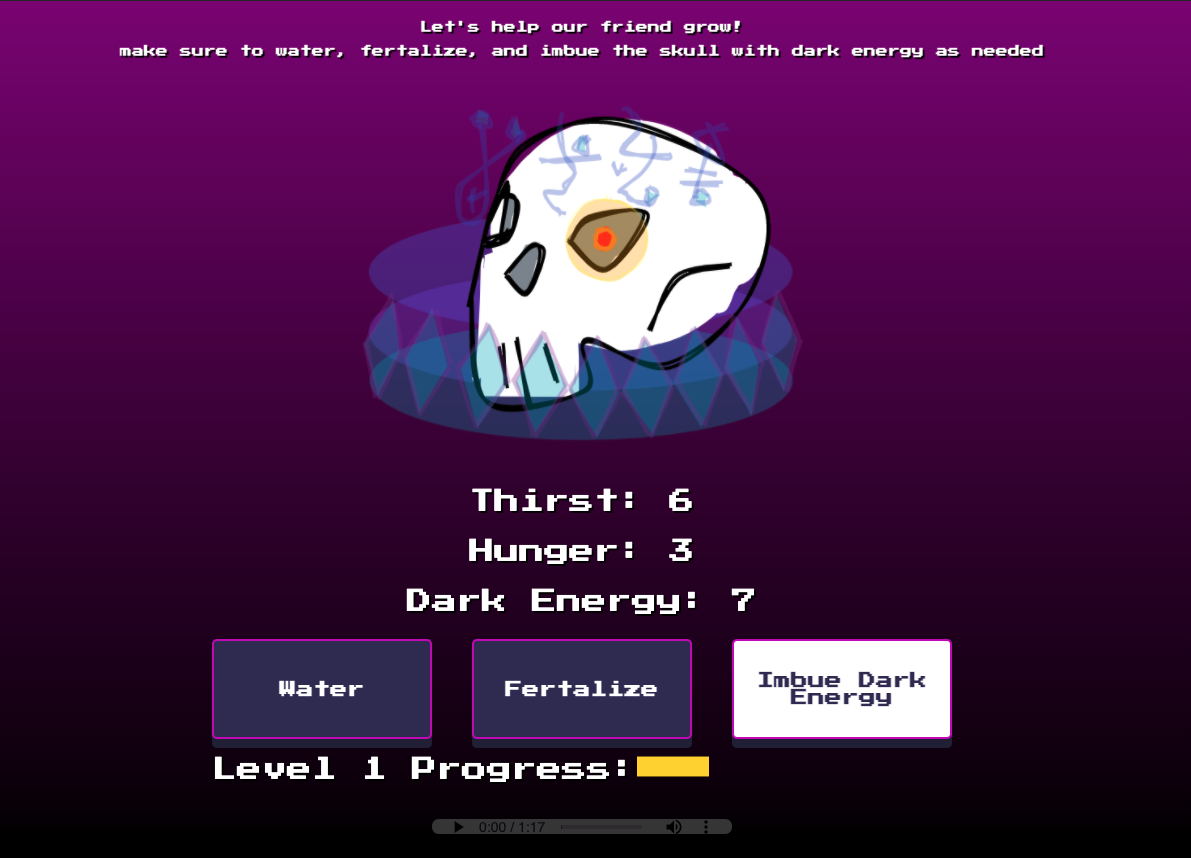 Let's help our friend grow!
make sure to water, fertalize, and imbue the skull with dark energy as needed
Thirst: 6
Hunger: 3
Dark Energy: 7
Water
Fertalize
Imbue Dark
Energy
Level 1 Progress:
0:00 / 1:17